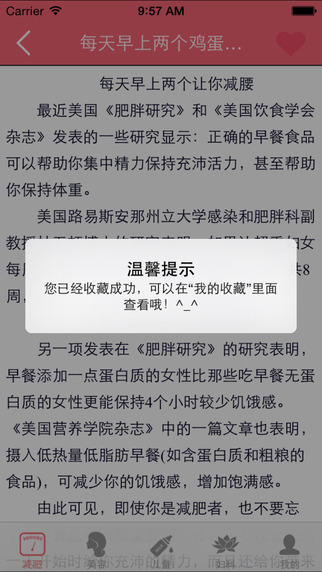 Carrier 9:57 AM
每天早上两个鸡蛋…
每天早上两个让你减腰
最近美国《肥胖研究》和《美国饮食学会
杂志》发表的一些研究显示：正确的早餐食品
可以帮助你集中精力保持充沛活力，甚至帮助
你保持体重。
美国路易斯安那州立大学感染和肥胖科副
温馨提示
您已经收藏成功，可以在“我的收藏”里面
查看哦！^_^
每
共8
周，
另一项发表在《肥胖研究》的研究表明，
早餐添加一点蛋白质的女性比那些吃早餐无蛋
白质的女性更能保持4个小时较少饥饿感。
《美国营养学院杂志》中的一篇文章也表明，
摄入低热量低脂肪早餐(如含蛋白质和粗粮的
食品)，可减少你的饥饿感，增加饱满感。
由此可见，即使你是减肥者，也不要忘
减肥 美容 儿童 妇科 我的